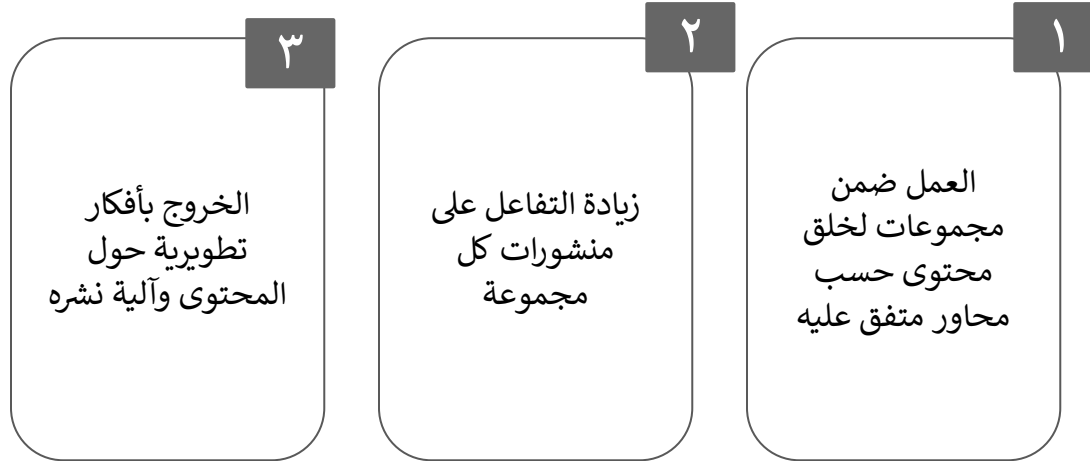 ١
العمل ضمن
مجموعات لخلق
محتوى حسب
محاور متفق عليه
٢
زيادة التفاعل على
منشورات كل
مجموعة
٣
الخروج بأفكار
تطويرية حول
المحتوى وآلية نشره